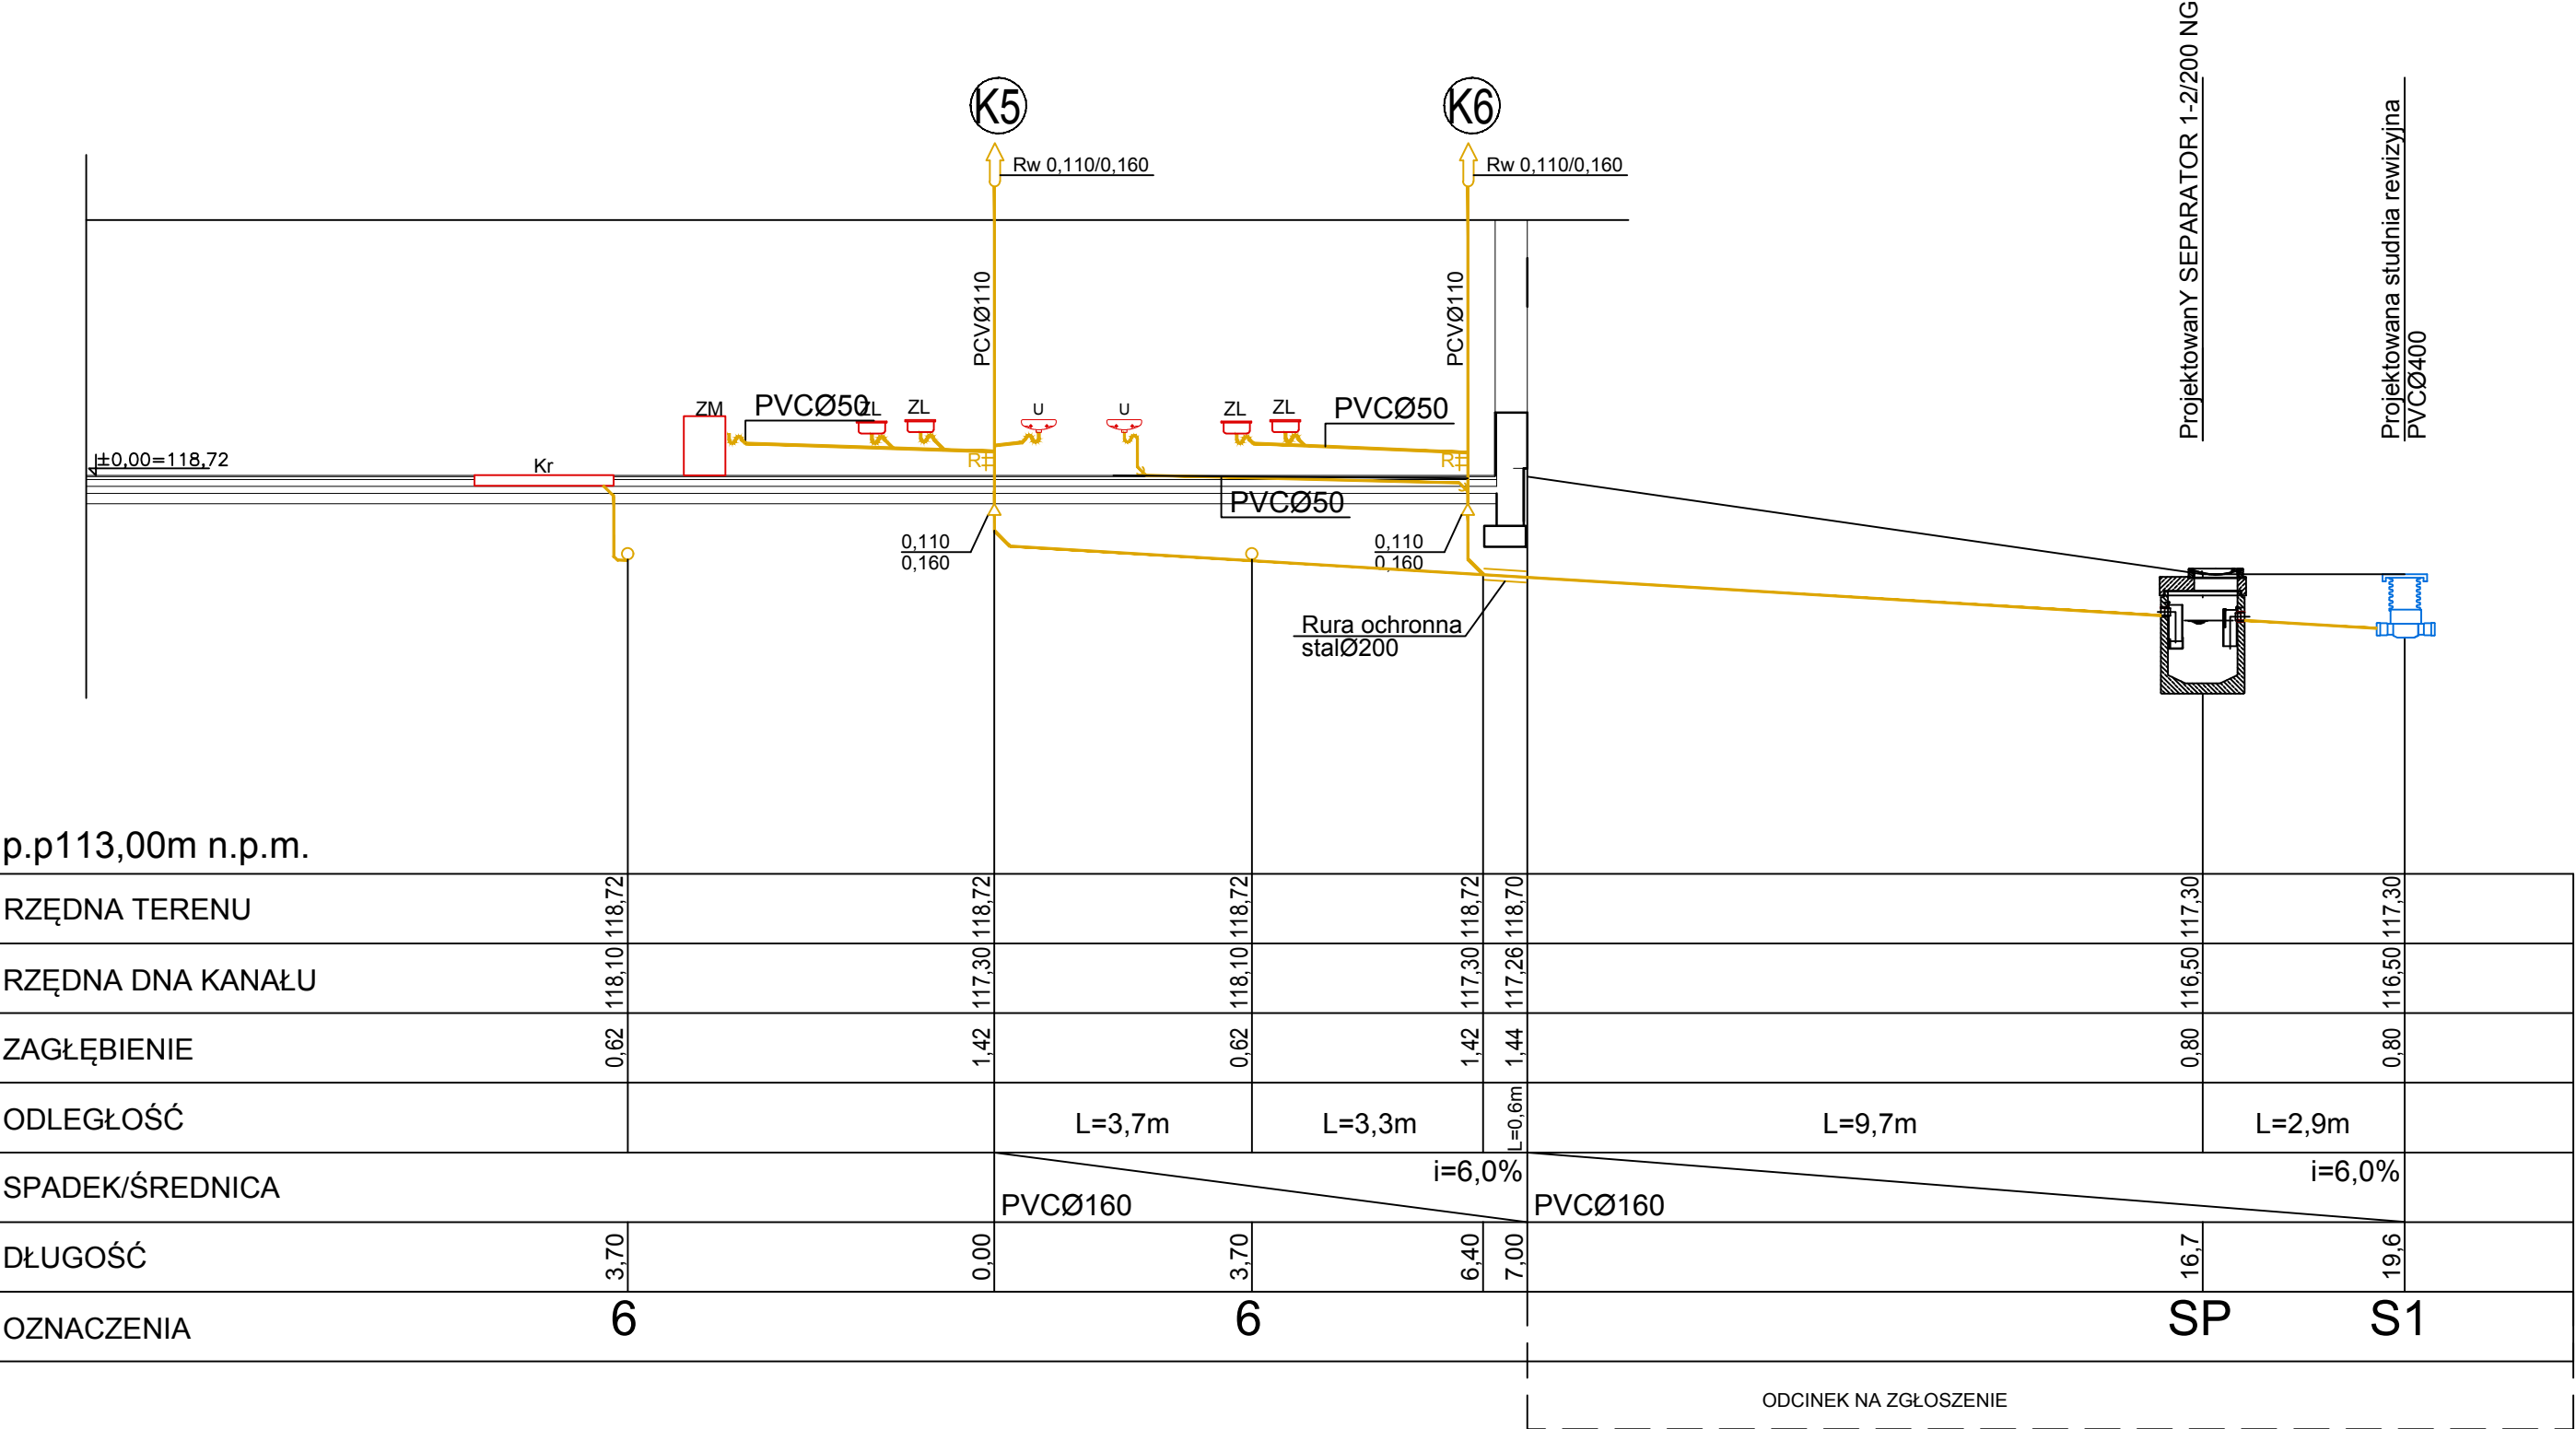 Projektowany SEPARATOR 1-2/200 NG
Projektowana studnia rewizyjna
PVCØ400
K5
K6
Rw 0,110/0,160
Rw 0,110/0,160
PCVØ110
PCVØ110
ZM
PVCØ50
ZL
ZL
U
U
ZL
ZL
PVCØ50
±0,00=118,72
Kr
R
R
PVCØ50
0,110
0,160
0,110
0,160
Rura ochronna
stalØ200
p.p113,00m n.p.m.
RZĘDNA TERENU 118,72 118,72 118,72 118,72 118,70 117,30 117,30
RZĘDNA DNA KANAŁU 118,10 117,30 118,10 117,30 117,26 116,50 116,50
ZAGŁĘBIENIE 0,62 1,42 0,62 1,42 1,44 0,80 0,80
ODLEGŁOŚĆ L=3,7m L=3,3m L=0,6m L=9,7m L=2,9m
SPADEK/ŚREDNICA PVCØ160 i=6,0% PVCØ160 i=6,0%
DŁUGOŚĆ 3,70 0,00 3,70 6,40 7,00 16,7 19,6
OZNACZENIA 6 6 SP S1
ODCINEK NA ZGŁOSZENIE